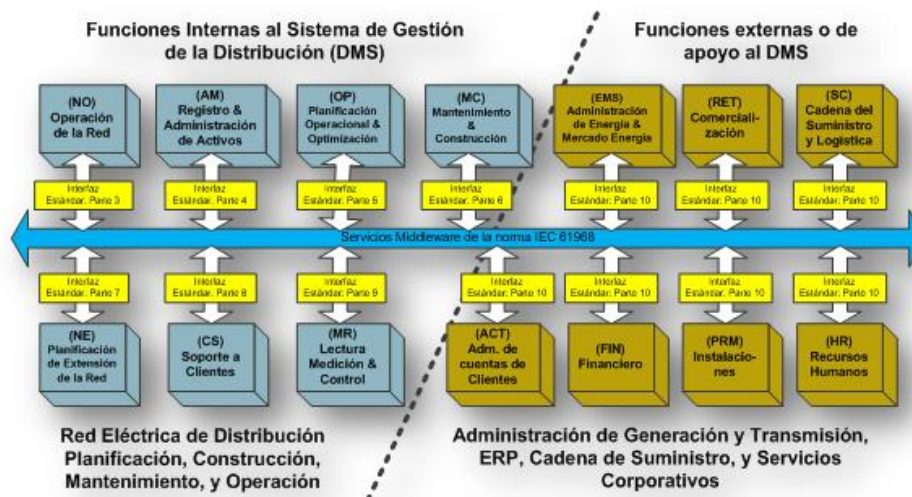 Funciones Internas al Sistema de Gestión
de la Distribución (DMS)
Funciones externas o de
apoyo al DMS
(NO)
Operación
de la Red
(AM)
Registro &
Administración
de Activos
(OP)
Planificación
Operacional &
Optimización
(MC)
Mantenimiento
&
Construcción
(EMS)
Administración
de Energía &
Mercado Energía
(RET)
Comerciali-
zación
(SC)
Cadena del
Suministro
y Logística
Interfaz
Estándar: Parte 3
Interfaz
Estándar: Parte 4
Interfaz
Estándar: Parte 5
Interfaz
Estándar: Parte 6
Interfaz
Estándar: Parte 10
Interfaz
Estándar: Parte 10
Interfaz
Estándar: Parte 10
Servicios Middleware de la norma IEC 61968
Interfaz
Estándar: Parte 7
Interfaz
Estándar: Parte 8
Interfaz
Estándar: Parte 9
Interfaz
Estándar: Parte 10
Interfaz
Estándar: Parte 10
Interfaz
Estándar: Parte 10
Interfaz
Estándar: Parte 10
(NE)
Planificación
de Extensión
de la Red
(CS)
Soporte a
Clientes
(MR)
Lectura
Medición &
Control
(ACT)
Adm. de
cuentas de
Clientes
(FIN)
Financiero
(PRM)
Instalacio-
nes
(HR)
Recursos
Humanos
Red Eléctrica de Distribución
Planificación, Construcción,
Mantenimiento, y Operación
Administración de Generación y Transmisión,
ERP, Cadena de Suministro, y Servicios
Corporativos